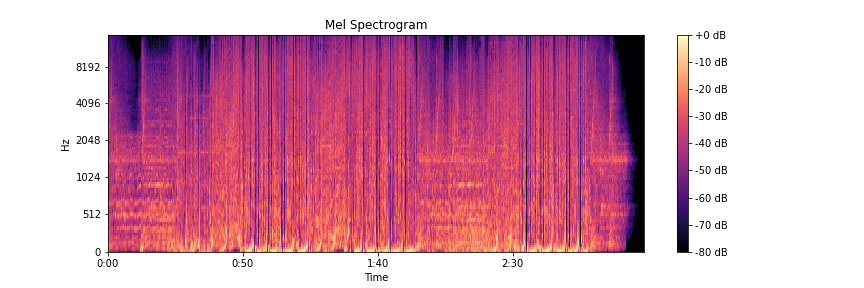 Mel Spectrogram
8192
4096
2048
1024
512
0
Hz
0:00
0:50
1:40
2:30
Time
+0 dB
-10 dB
-20 dB
-30 dB
-40 dB
-50 dB
-60 dB
-70 dB
-80 dB